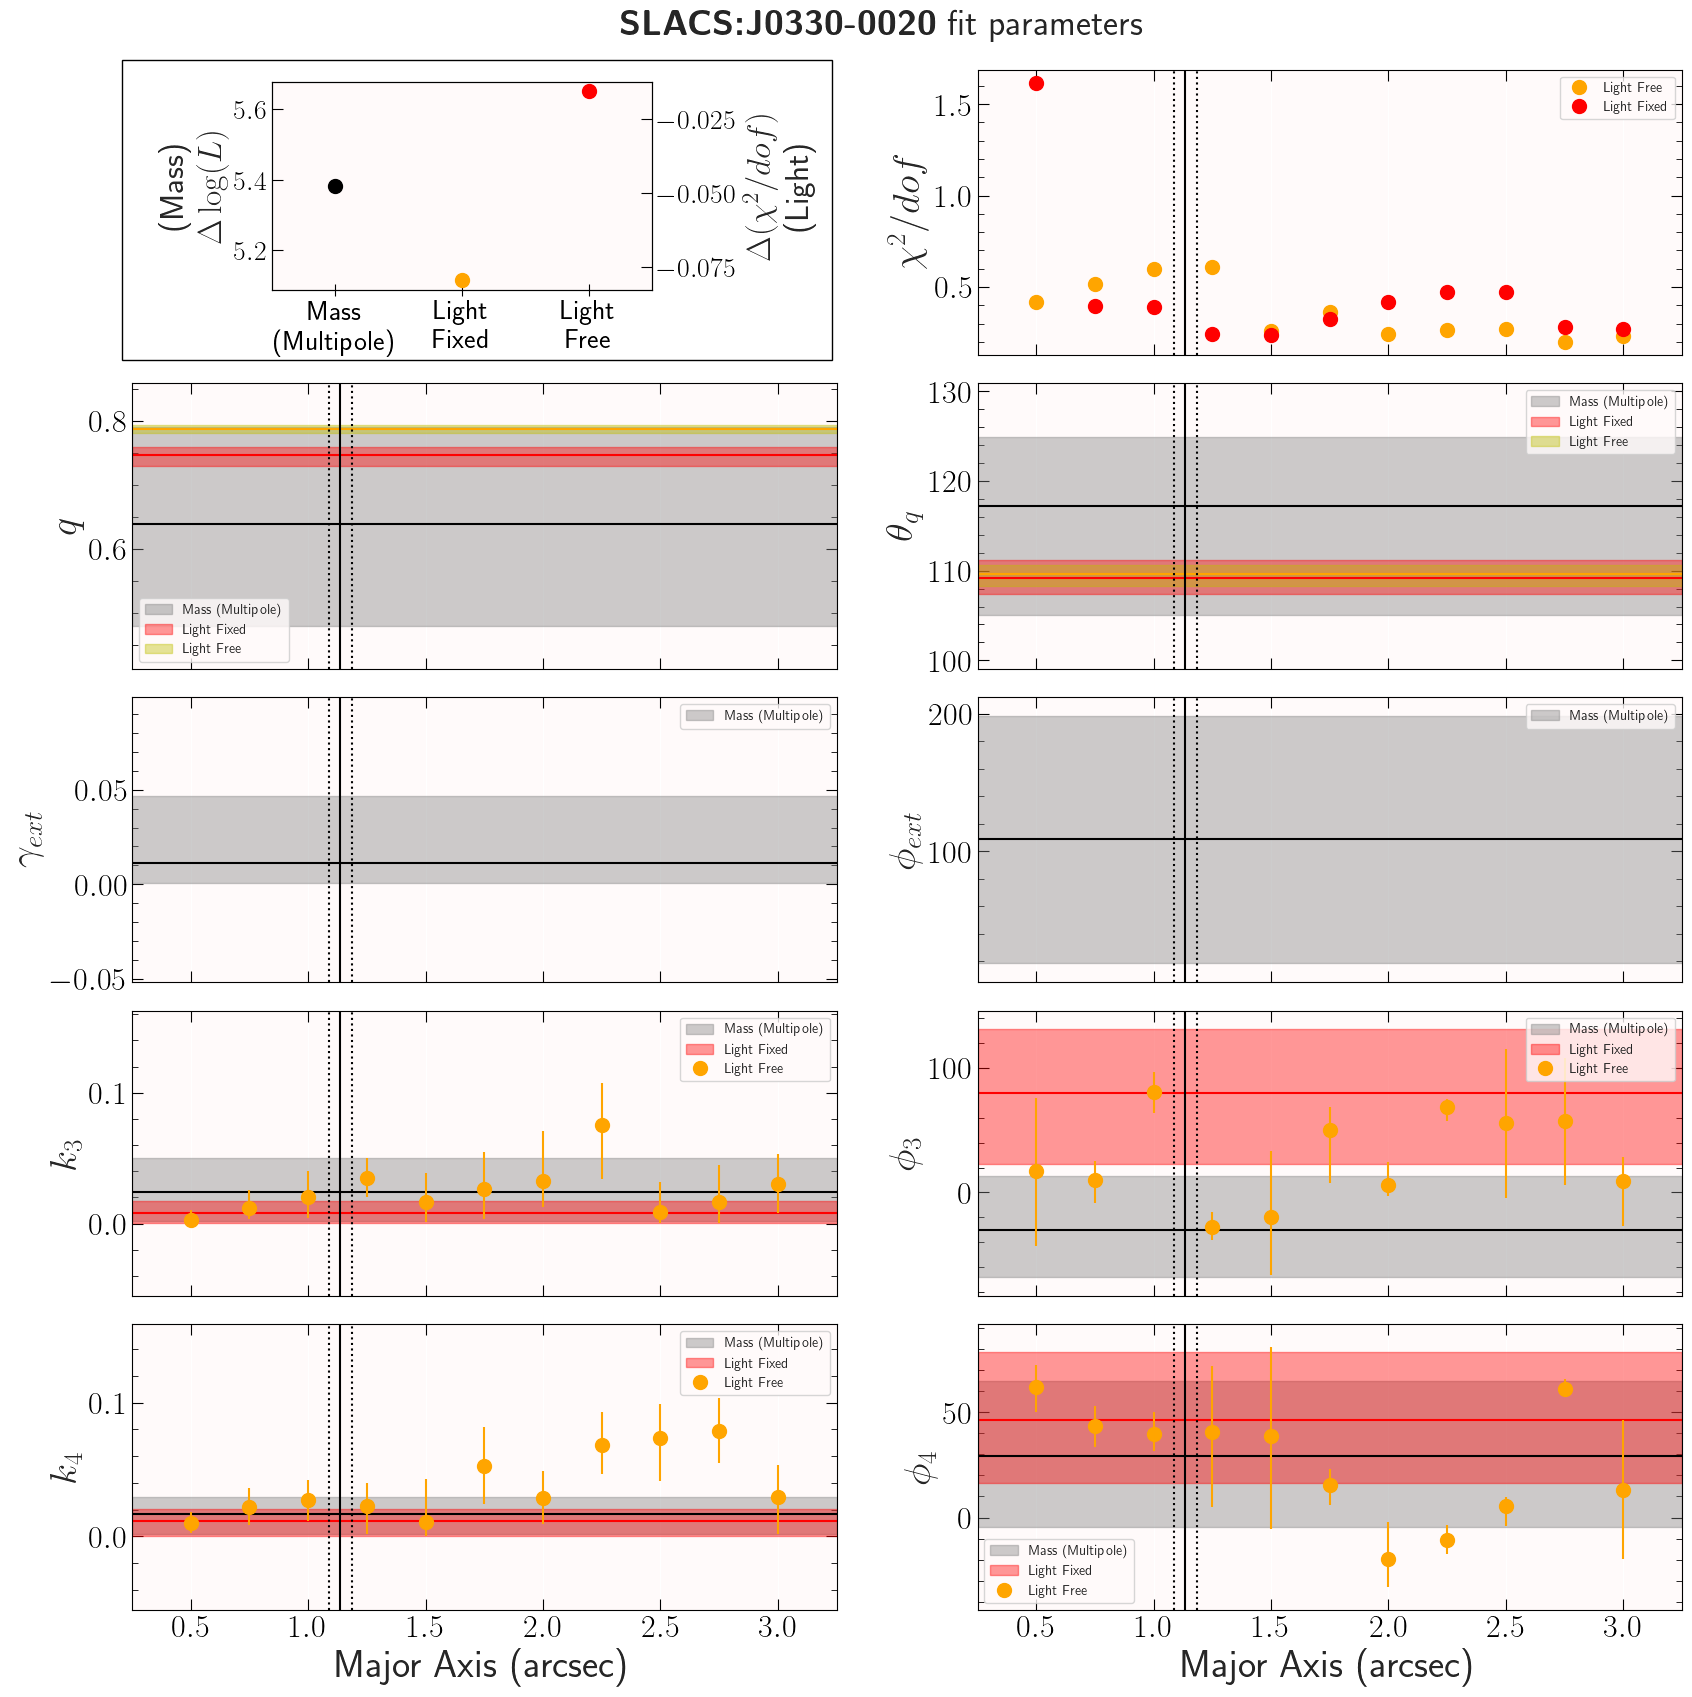 SLACS:J0330-0020 fit parameters
(Mass)
Δ log(L)
5.6
5.4
5.2
−0.025
−0.050
−0.075
Δ(χ²/dof)
(Light)
Mass
(Multipole)
Light
Fixed
Light
Free
χ²/dof
1.5
1.0
0.5
Light Free
Light Fixed
q
0.8
0.6
Mass (Multipole)
Light Fixed
Light Free
θ_q
130
120
110
100
Mass (Multipole)
Light Fixed
Light Free
γ_ext
0.05
0.00
−0.05
Mass (Multipole)
ϕ_ext
200
100
Mass (Multipole)
k₃
0.1
0.0
Mass (Multipole)
Light Fixed
Light Free
ϕ₃
100
0
Mass (Multipole)
Light Fixed
Light Free
k₄
0.1
0.0
Mass (Multipole)
Light Fixed
Light Free
0.5 1.0 1.5 2.0 2.5 3.0
Major Axis (arcsec)
ϕ₄
50
0
Mass (Multipole)
Light Fixed
Light Free
0.5 1.0 1.5 2.0 2.5 3.0
Major Axis (arcsec)